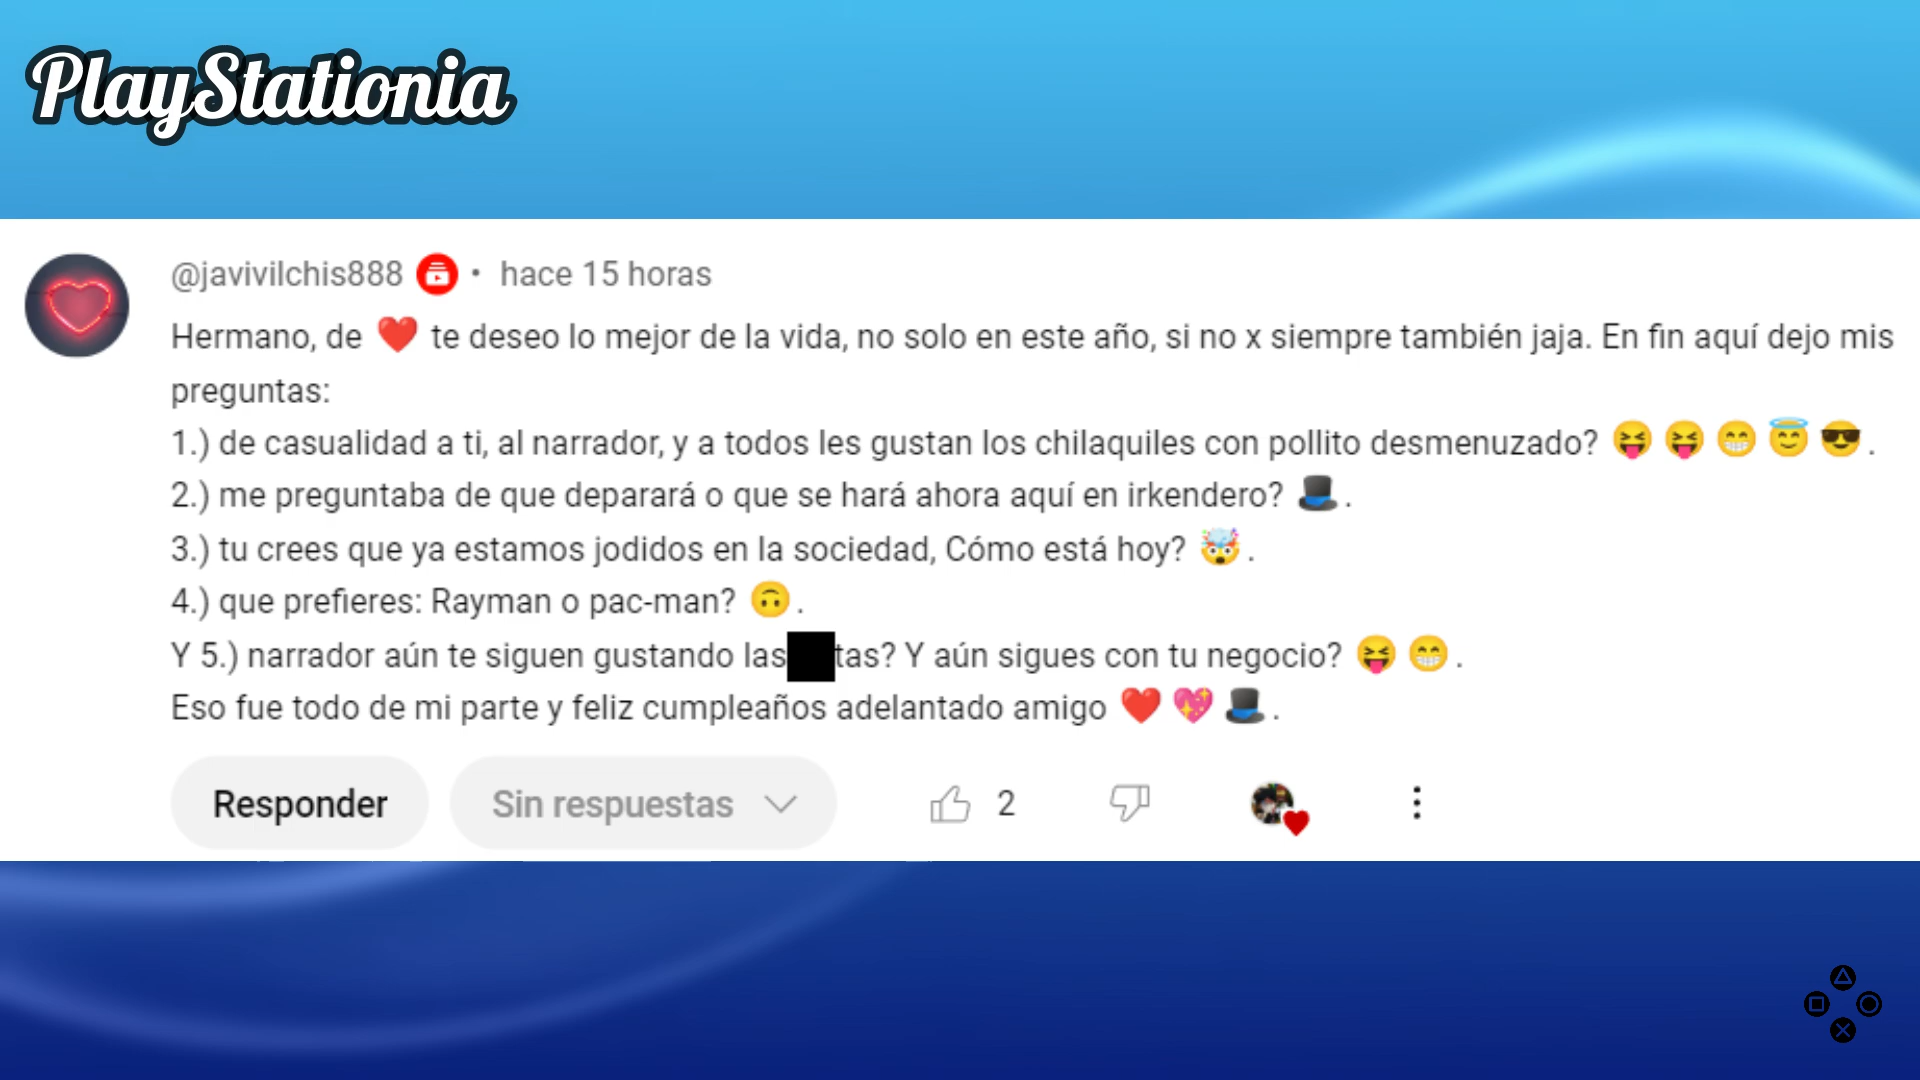 PlayStationia
@javivilchis888 • hace 15 horas
Hermano, de ❤️ te deseo lo mejor de la vida, no solo en este año, si no x siempre también jaja. En fin aquí dejo mis
preguntas:
1.) de casualidad a ti, al narrador, y a todos les gustan los chilaquiles con pollito desmenuzado? 😝😝😁😇😎.
2.) me preguntaba de que deparará o que se hará ahora aquí en irkendero? 🎩.
3.) tu crees que ya estamos jodidos en la sociedad, Cómo está hoy? 🤯.
4.) que prefieres: Rayman o pac-man? 🙃.
Y 5.) narrador aún te siguen gustando las tas? Y aún sigues con tu negocio? 😝😁.
Eso fue todo de mi parte y feliz cumpleaños adelantado amigo ❤️💖🎩.
Responder Sin respuestas 2